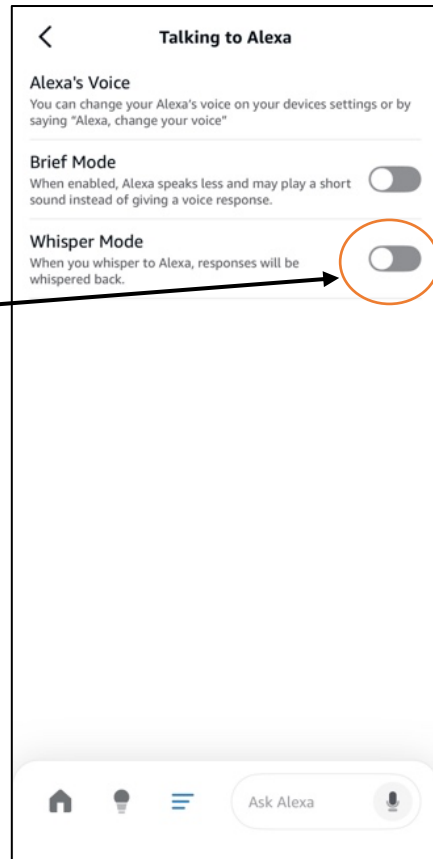 Talking to Alexa
Alexa's Voice
You can change your Alexa's voice on your devices settings or by
saying "Alexa, change your voice"
Brief Mode
When enabled, Alexa speaks less and may play a short
sound instead of giving a voice response.
Whisper Mode
When you whisper to Alexa, responses will be
whispered back.
Ask Alexa